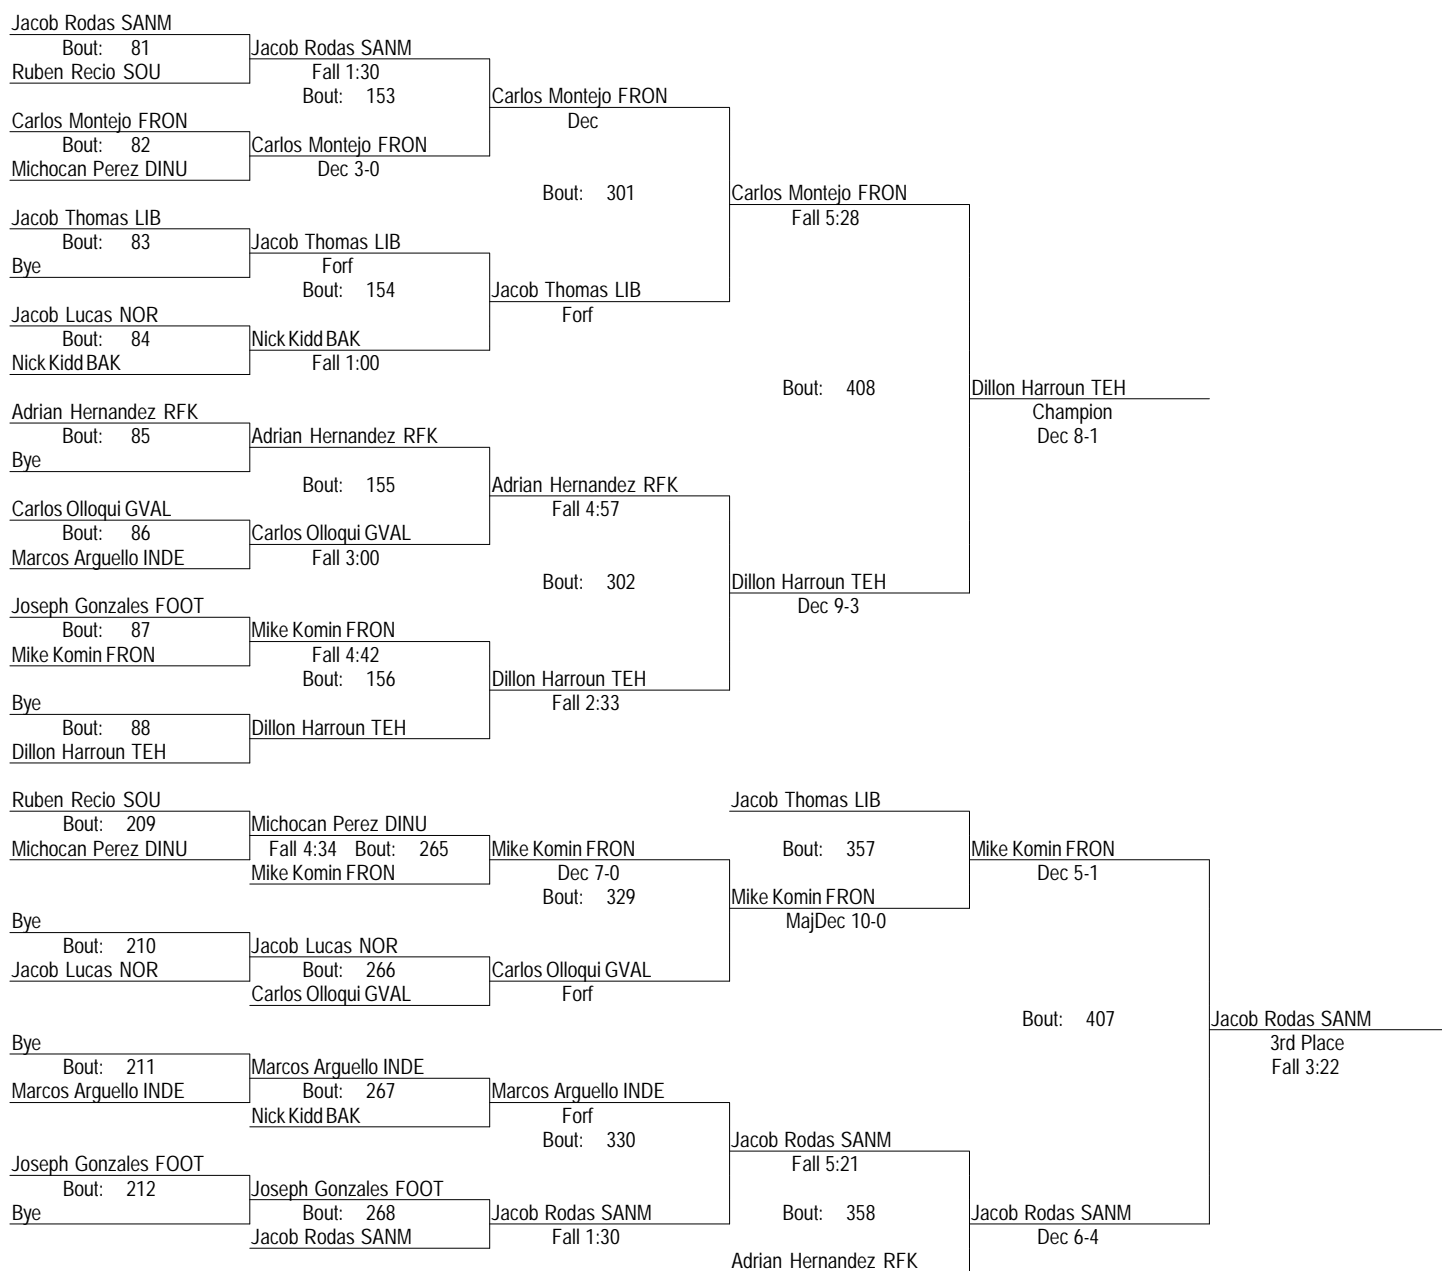 Jacob Rodas SANM
Bout: 81
Ruben Recio SOU
Jacob Rodas SANM
Fall 1:30
Bout: 153
Carlos Montejo FRON
Dec
Carlos Montejo FRON
Bout: 82
Michocan Perez DINU
Carlos Montejo FRON
Dec 3-0
Bout: 301
Carlos Montejo FRON
Fall 5:28
Jacob Thomas LIB
Bout: 83
Bye
Jacob Thomas LIB
Forf
Bout: 154
Jacob Thomas LIB
Forf
Jacob Lucas NOR
Bout: 84
Nick Kidd BAK
Nick Kidd BAK
Fall 1:00
Bout: 408
Dillon Harroun TEH
Champion
Dec 8-1
Adrian Hernandez RFK
Bout: 85
Bye
Adrian Hernandez RFK
Bout: 155
Adrian Hernandez RFK
Fall 4:57
Carlos Olloqui GVAL
Bout: 86
Marcos Arguello INDE
Carlos Olloqui GVAL
Fall 3:00
Bout: 302
Dillon Harroun TEH
Dec 9-3
Joseph Gonzales FOOT
Bout: 87
Mike Komin FRON
Mike Komin FRON
Fall 4:42
Bout: 156
Dillon Harroun TEH
Fall 2:33
Bye
Bout: 88
Dillon Harroun TEH
Dillon Harroun TEH
Ruben Recio SOU
Bout: 209
Michocan Perez DINU
Michocan Perez DINU
Fall 4:34 Bout: 265
Mike Komin FRON
Mike Komin FRON
Dec 7-0
Bout: 329
Jacob Thomas LIB
Bout: 357
Mike Komin FRON
MajDec 10-0
Mike Komin FRON
Dec 5-1
Bye
Bout: 210
Jacob Lucas NOR
Jacob Lucas NOR
Bout: 266
Carlos Olloqui GVAL
Carlos Olloqui GVAL
Forf
Bout: 407
Jacob Rodas SANM
3rd Place
Fall 3:22
Bye
Bout: 211
Marcos Arguello INDE
Marcos Arguello INDE
Bout: 267
Nick Kidd BAK
Marcos Arguello INDE
Forf
Bout: 330
Jacob Rodas SANM
Fall 5:21
Joseph Gonzales FOOT
Bout: 212
Bye
Joseph Gonzales FOOT
Bout: 268
Jacob Rodas SANM
Jacob Rodas SANM
Fall 1:30
Bout: 358
Adrian Hernandez RFK
Jacob Rodas SANM
Dec 6-4